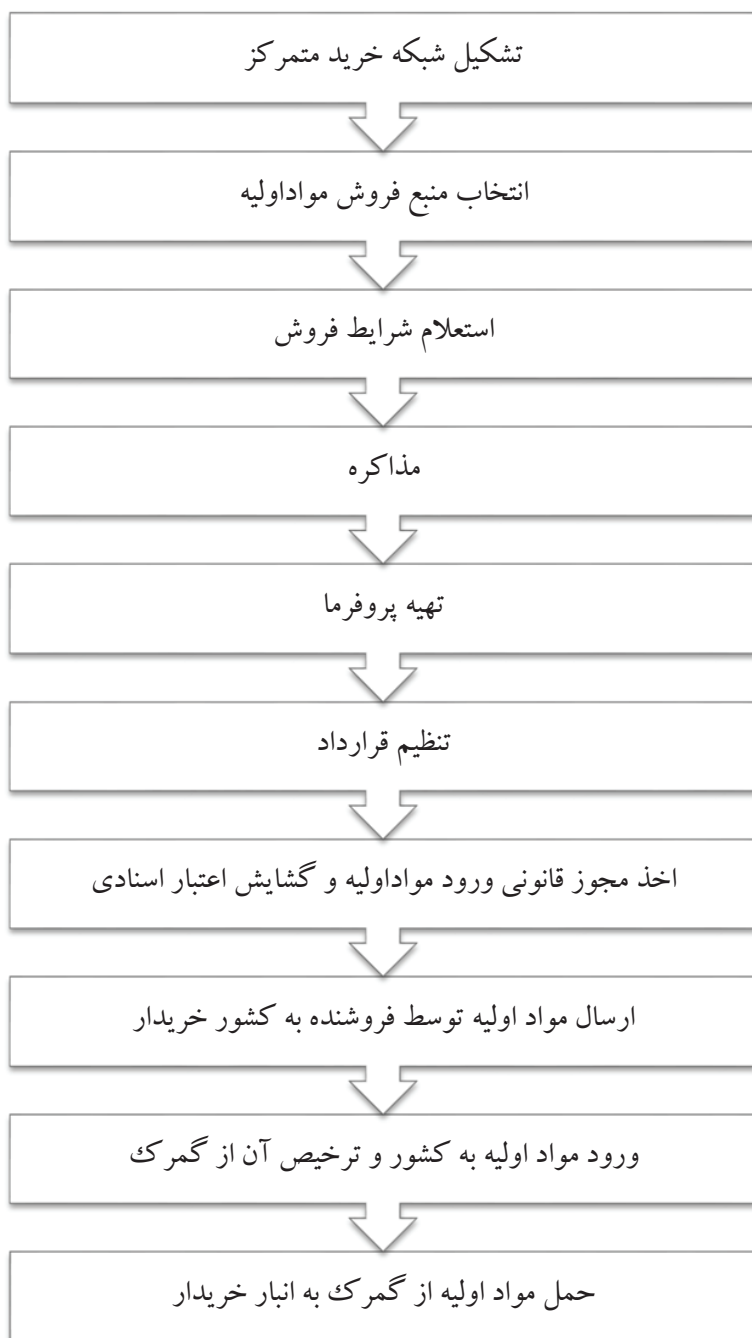 تشکیل شبکه خرید متمرکز
انتخاب منبع فروش مواداولیه
استعلام شرایط فروش
مذاکره
تهیه پروفرما
تنظیم قرارداد
اخذ مجوز قانونی ورود مواداولیه و گشایش اعتبار اسنادی
ارسال مواد اولیه توسط فروشنده به کشور خریدار
ورود مواد اولیه به کشور و ترخیص آن از گمرک
حمل مواد اولیه از گمرک به انبار خریدار